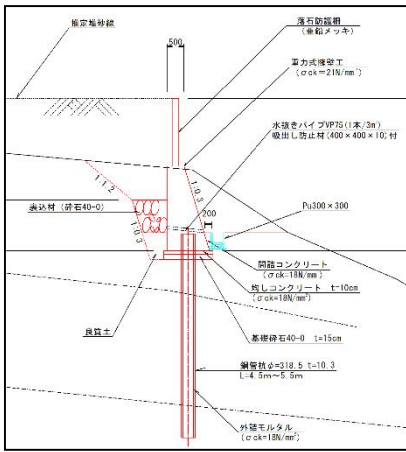 推定堆砂線
500
落石防護柵
(亜鉛メッキ)
重力式擁壁工
(σck=21N/mm²)
水抜きパイプVP75(1本/3㎡)
吸出し防止材(400×400×10)付
1:1.2
1:0.3
裏込材 (砕石40-0)
1:0.3
200
Pu300×300
間詰コンクリート
(σck=18N/mm²)
均しコンクリート t=10cm
(σck=18N/mm²)
良質土
基礎砕石40-0 t=15cm
鋼管杭φ=318.5 t=10.3
L=4.5m~5.5m
外詰モルタル
(σck=18N/mm²)